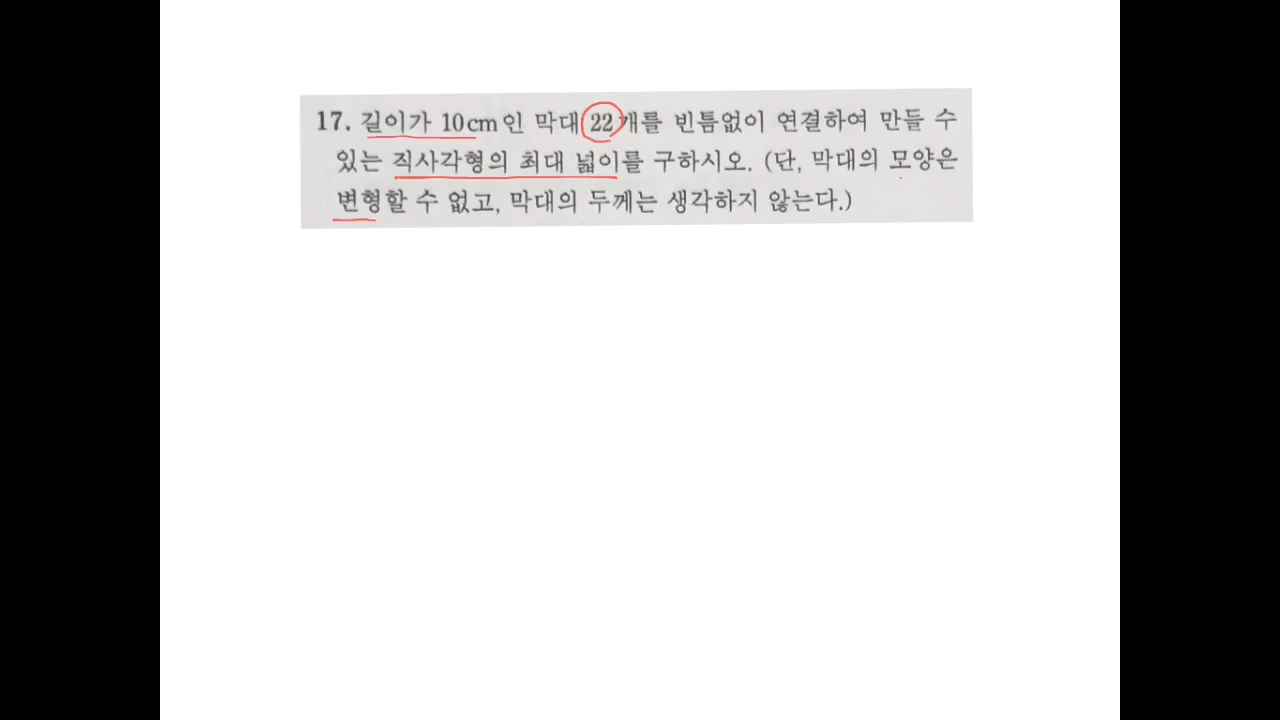 17. 길이가 10cm인 막대 22개를 빈틈없이 연결하여 만들 수
있는 직사각형의 최대 넓이를 구하시오. (단, 막대의 모양은
변형할 수 없고, 막대의 두께는 생각하지 않는다.)